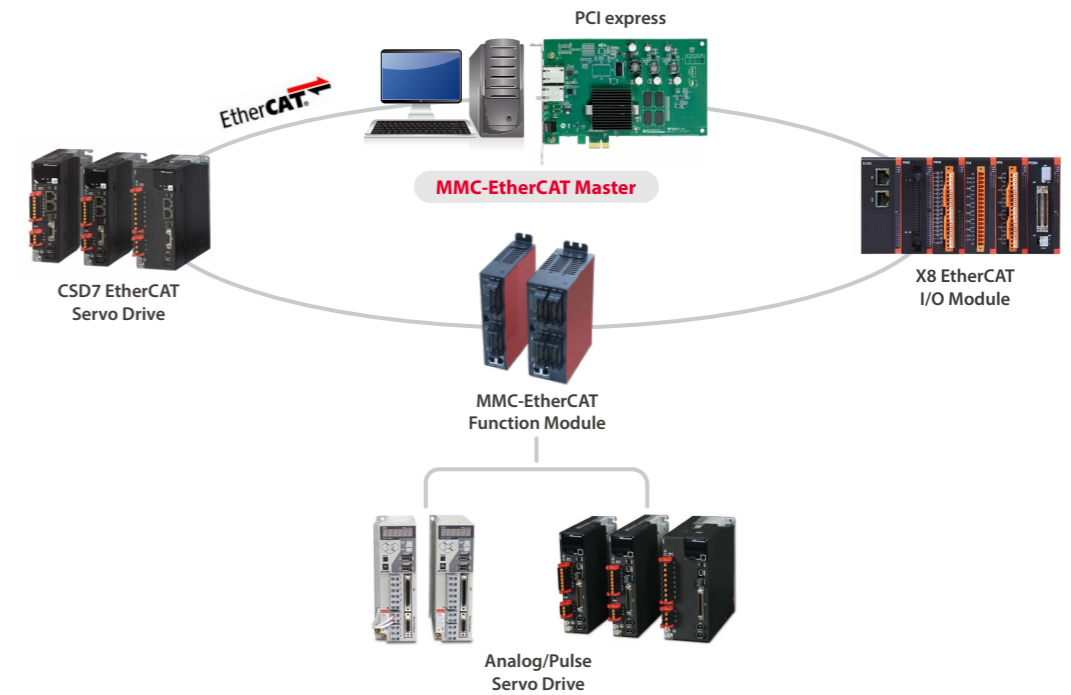 PCI express
EtherCAT®
MMC-EtherCAT Master
CSD7 EtherCAT
Servo Drive
X8 EtherCAT
I/O Module
MMC-EtherCAT
Function Module
Analog/Pulse
Servo Drive